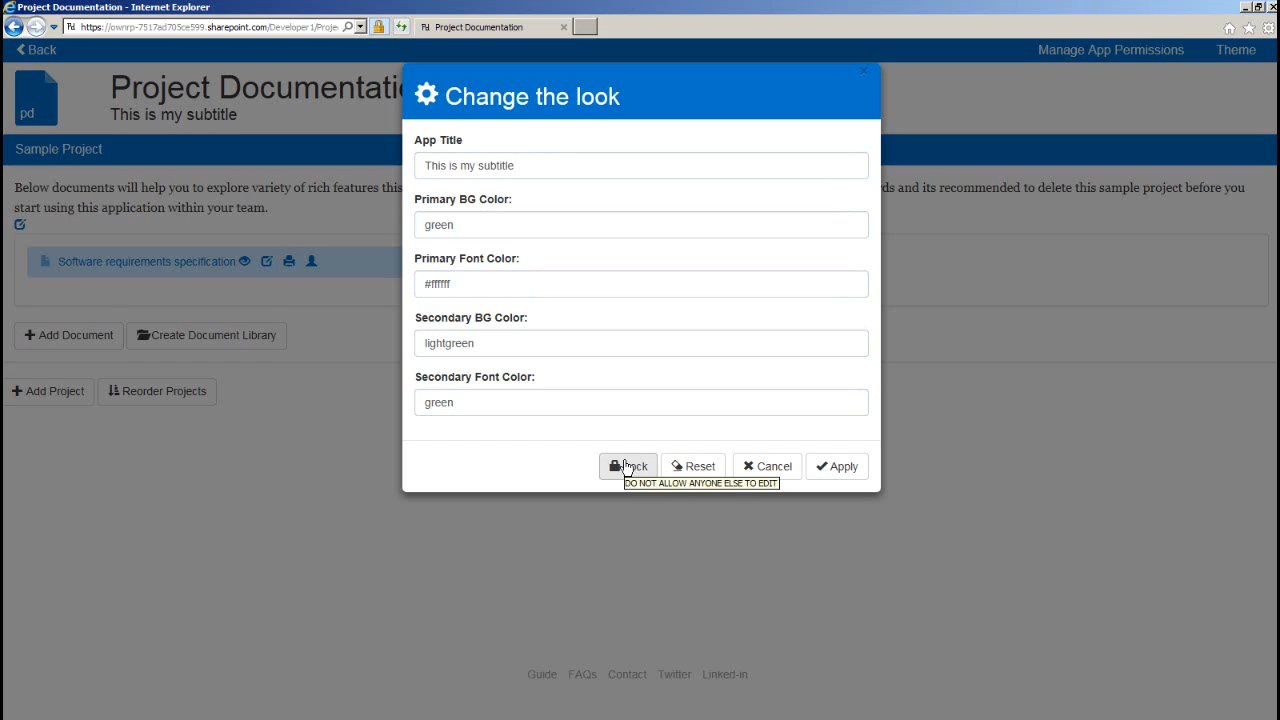 Project Documentation - Internet Explorer
https://ownrp-7517ad705ce599.sharepoint.com/Developer1/Proje
Project Documentation
Back
Manage App Permissions
Theme
pd
Project Documentati
This is my subtitle
Sample Project
Below documents will help you to explore variety of rich features this
ds and its recommended to delete this sample project before you
start using this application within your team.
Software requirements specification
Add Document
Create Document Library
Add Project
Reorder Projects
×
Change the look
App Title
This is my subtitle
Primary BG Color:
green
Primary Font Color:
#ffffff
Secondary BG Color:
lightgreen
Secondary Font Color:
green
Reset
Cancel
Apply
DO NOT ALLOW ANYONE ELSE TO EDIT
Guide FAQs Contact Twitter Linked-in